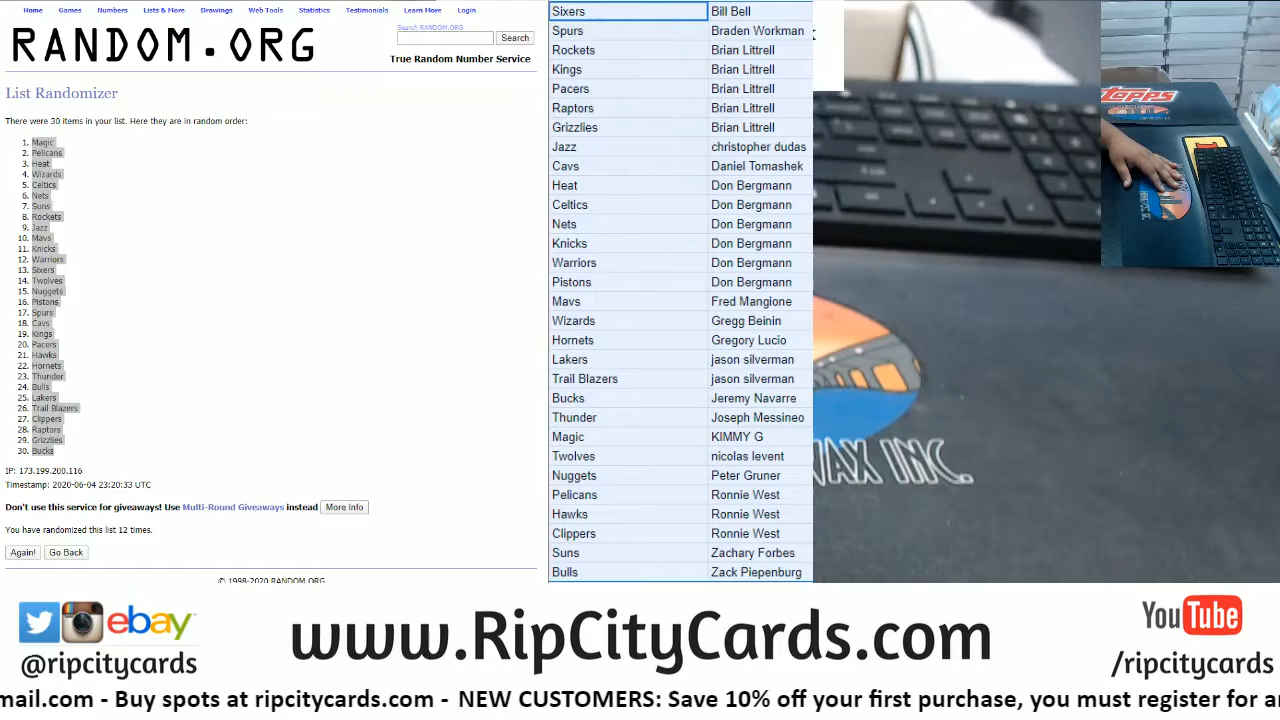 Home Games Numbers Lists & More Drawings Web Tools Statistics Testimonials Learn More Login
RANDOM.ORG
Search RANDOM.ORG
Search
True Random Number Service
List Randomizer
There were 30 items in your list. Here they are in random order:
1. Magic
2. Pelicans
3. Heat
4. Wizards
5. Celtics
6. Nets
7. Suns
8. Rockets
9. Jazz
10. Mavs
11. Knicks
12. Warriors
13. Sixers
14. Twolves
15. Nuggets
16. Pistons
17. Spurs
18. Cavs
19. Kings
20. Pacers
21. Hawks
22. Hornets
23. Thunder
24. Bulls
25. Lakers
26. Trail Blazers
27. Clippers
28. Raptors
29. Grizzlies
30. Bucks
IP: 173.199.200.116
Timestamp: 2020-06-04 23:20:33 UTC
Don't use this service for giveaways! Use Multi-Round Giveaways instead More Info
You have randomized this list 12 times.
Again! Go Back
© 1998-2020 RANDOM.ORG
Sixers Bill Bell
Spurs Braden Workman
Rockets Brian Littrell
Kings Brian Littrell
Pacers Brian Littrell
Raptors Brian Littrell
Grizzlies Brian Littrell
Jazz christopher dudas
Cavs Daniel Tomashek
Heat Don Bergmann
Celtics Don Bergmann
Nets Don Bergmann
Knicks Don Bergmann
Warriors Don Bergmann
Pistons Don Bergmann
Mavs Fred Mangione
Wizards Gregg Beinin
Hornets Gregory Lucio
Lakers jason silverman
Trail Blazers jason silverman
Bucks Jeremy Navarre
Thunder Joseph Messineo
Magic KIMMY G
Twolves nicolas levent
Nuggets Peter Gruner
Pelicans Ronnie West
Hawks Ronnie West
Clippers Ronnie West
Suns Zachary Forbes
Bulls Zack Piepenburg
topps
WAX INC.
ebay
@ripcitycards
www.RipCityCards.com
YouTube
/ripcitycards
mail.com - Buy spots at ripcitycards.com - NEW CUSTOMERS: Save 10% off your first purchase, you must register for a